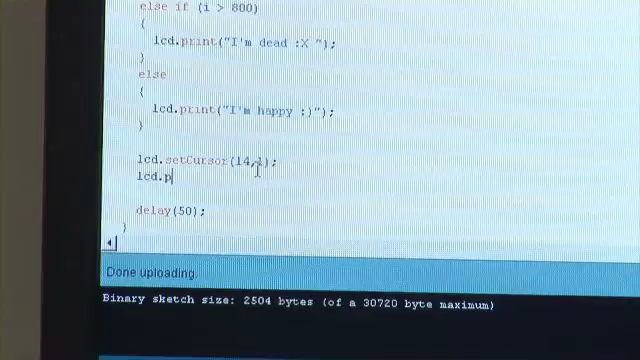 else if (i > 800)
{
lcd.print("I'm dead :X ");
}
else
{
lcd.print("I'm happy :)");
}
lcd.setCursor(14,1);
lcd.p
delay(50);
}
Done uploading.
Binary sketch size: 2504 bytes (of a 30720 byte maximum)